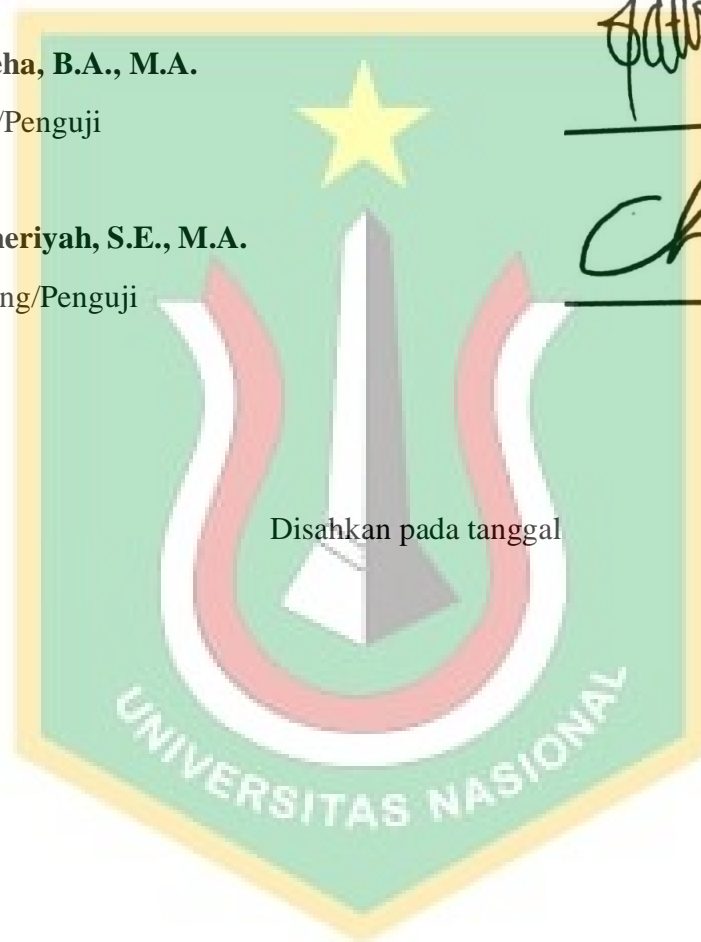 eha, B.A., M.A.
/Penguji
neriyah, S.E., M.A.
ng/Penguji
Disahkan pada tanggal
UNIVERSITAS NASIONAL